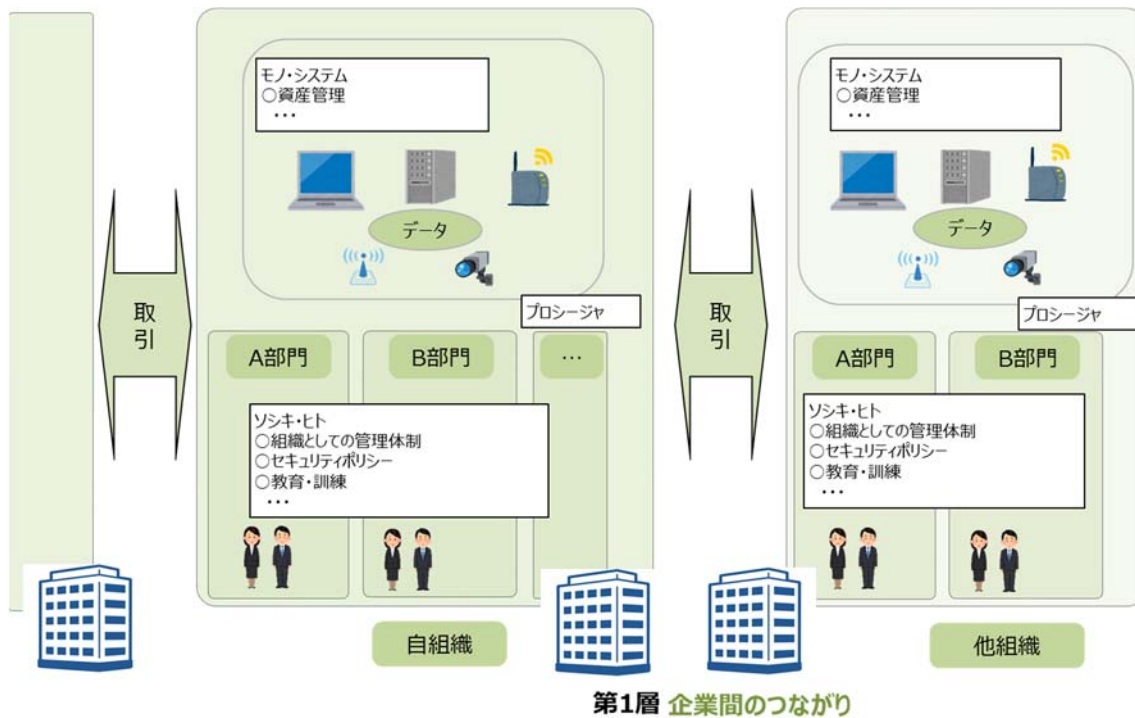 モノ・システム
○資産管理
・・・
データ
プロシージャ
取
引
A部門
B部門
…
ソシキ・ヒト
○組織としての管理体制
○セキュリティポリシー
○教育・訓練
・・・
自組織
取
引
モノ・システム
○資産管理
・・・
データ
プロシージャ
A部門
B部門
ソシキ・ヒト
○組織としての管理体制
○セキュリティポリシー
○教育・訓練
・・・
他組織
第1層 企業間のつながり